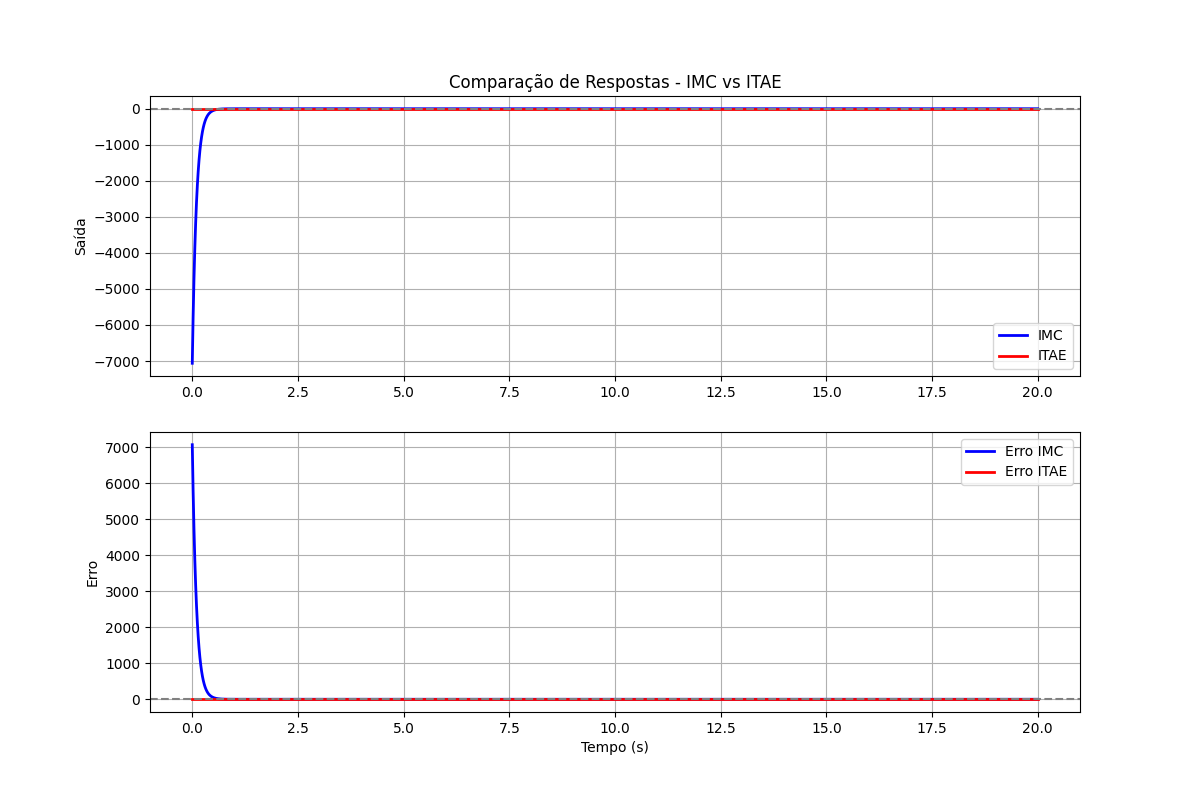 Comparação de Respostas - IMC vs ITAE
0
−1000
−2000
−3000
−4000
−5000
−6000
−7000
Saída
IMC
ITAE
0.0 2.5 5.0 7.5 10.0 12.5 15.0 17.5 20.0
7000
6000
5000
4000
3000
2000
1000
0
Erro
Erro IMC
Erro ITAE
0.0 2.5 5.0 7.5 10.0 12.5 15.0 17.5 20.0
Tempo (s)